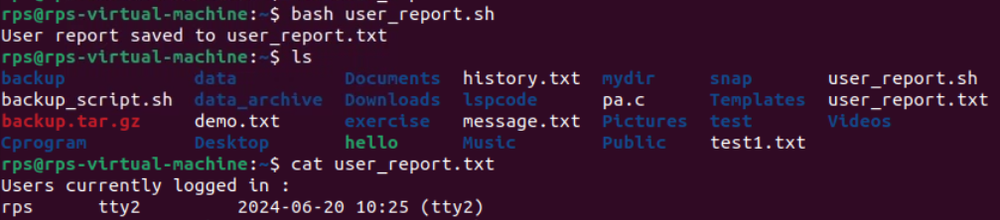 rps@rps-virtual-machine:~$ bash user_report.sh
User report saved to user_report.txt
rps@rps-virtual-machine:~$ ls
backup data Documents history.txt mydir snap user_report.sh
backup_script.sh data_archive Downloads lspcode pa.c Templates user_report.txt
backup.tar.gz demo.txt exercise message.txt Pictures test Videos
Cprogram Desktop hello Music Public test1.txt
rps@rps-virtual-machine:~$ cat user_report.txt
Users currently logged in :
rps tty2 2024-06-20 10:25 (tty2)